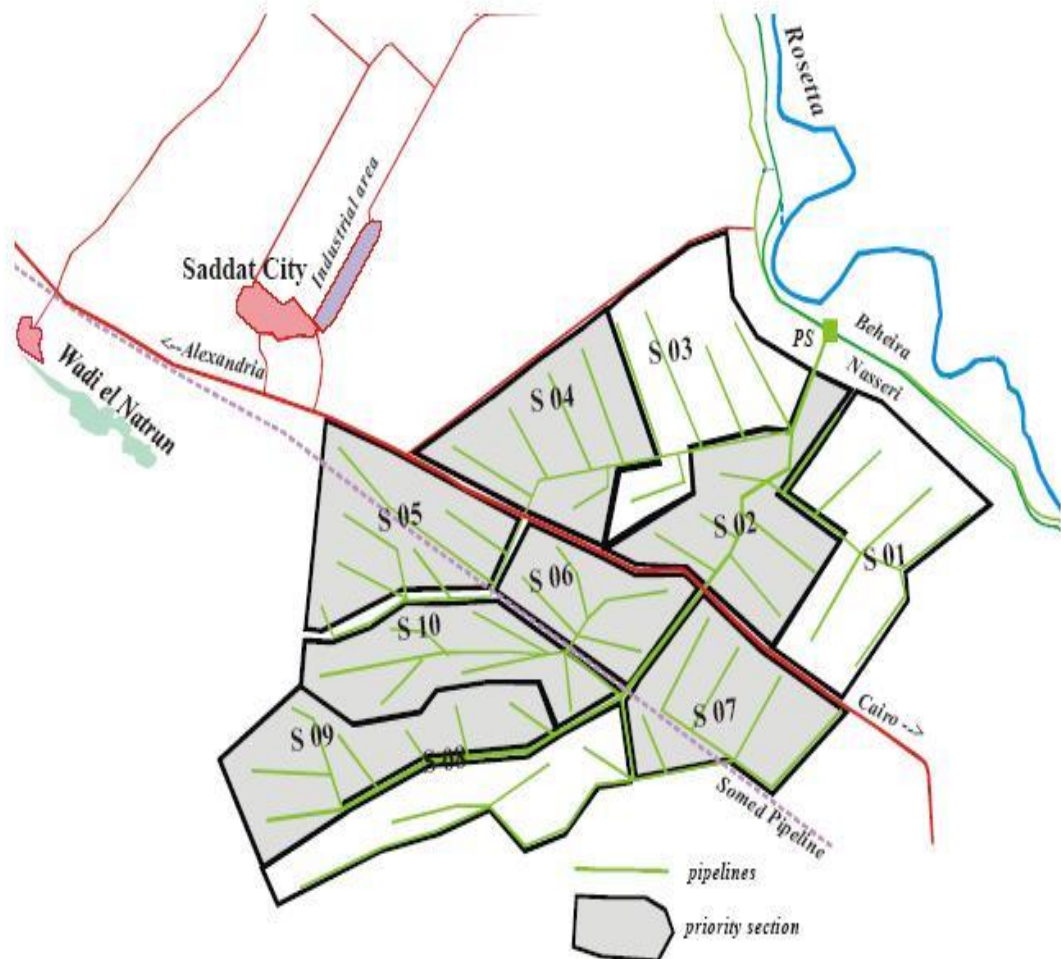 Rosetta
Industrial area
Saddat City
<--Alexandria
Wadi el Natrun
PS
Beheira
Nasseri
S 03
S 04
S 05
S 02
S 01
S 06
S 10
S 07
Cairo -->
S 09
S 08
Somed Pipeline
pipelines
priority section